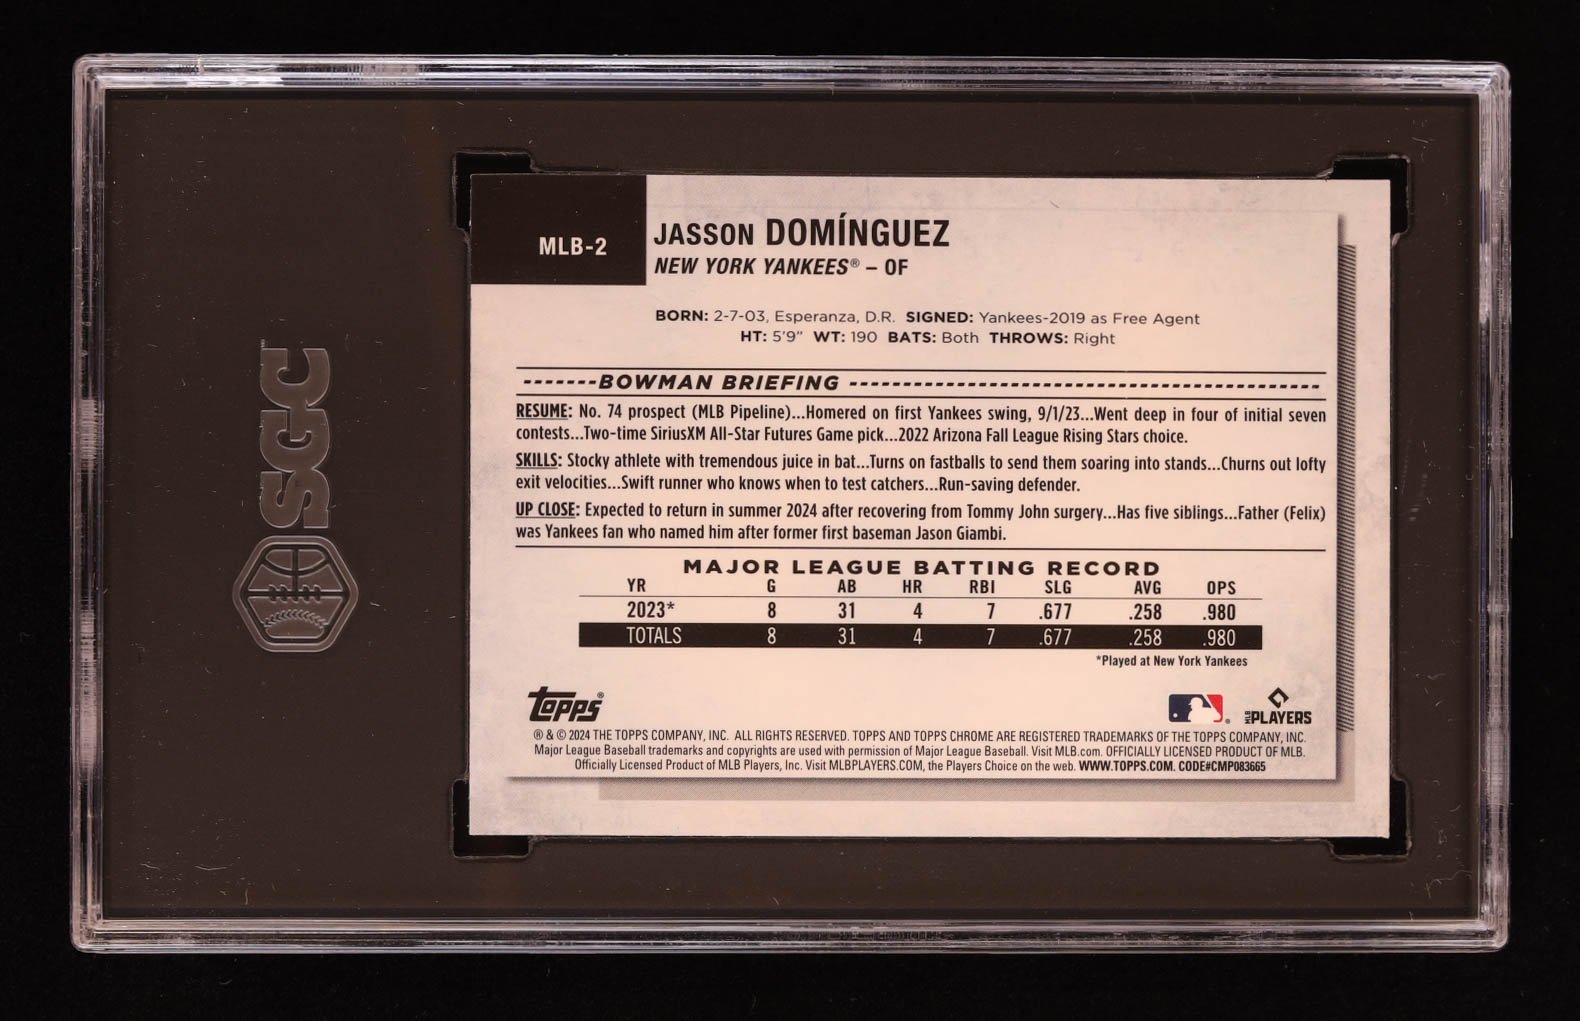 SGC
MLB-2
JASSON DOMÍNGUEZ
NEW YORK YANKEES® – OF
BORN: 2-7-03, Esperanza, D.R. SIGNED: Yankees-2019 as Free Agent
HT: 5'9" WT: 190 BATS: Both THROWS: Right
-------BOWMAN BRIEFING ------------------------------------------
RESUME: No. 74 prospect (MLB Pipeline)...Homered on first Yankees swing, 9/1/23...Went deep in four of initial seven
contests...Two-time SiriusXM All-Star Futures Game pick...2022 Arizona Fall League Rising Stars choice.
SKILLS: Stocky athlete with tremendous juice in bat...Turns on fastballs to send them soaring into stands...Churns out lofty
exit velocities...Swift runner who knows when to test catchers...Run-saving defender.
UP CLOSE: Expected to return in summer 2024 after recovering from Tommy John surgery...Has five siblings...Father (Felix)
was Yankees fan who named him after former first baseman Jason Giambi.
MAJOR LEAGUE BATTING RECORD
YR G AB HR RBI SLG AVG OPS
2023* 8 31 4 7 .677 .258 .980
TOTALS 8 31 4 7 .677 .258 .980
*Played at New York Yankees
Topps®
MLB PLAYERS
® & © 2024 THE TOPPS COMPANY, INC. ALL RIGHTS RESERVED. TOPPS AND TOPPS CHROME ARE REGISTERED TRADEMARKS OF THE TOPPS COMPANY, INC.
Major League Baseball trademarks and copyrights are used with permission of Major League Baseball. Visit MLB.com. OFFICIALLY LICENSED PRODUCT OF MLB.
Officially Licensed Product of MLB Players, Inc. Visit MLBPLAYERS.COM, the Players Choice on the web. WWW.TOPPS.COM. CODE#CMP083665